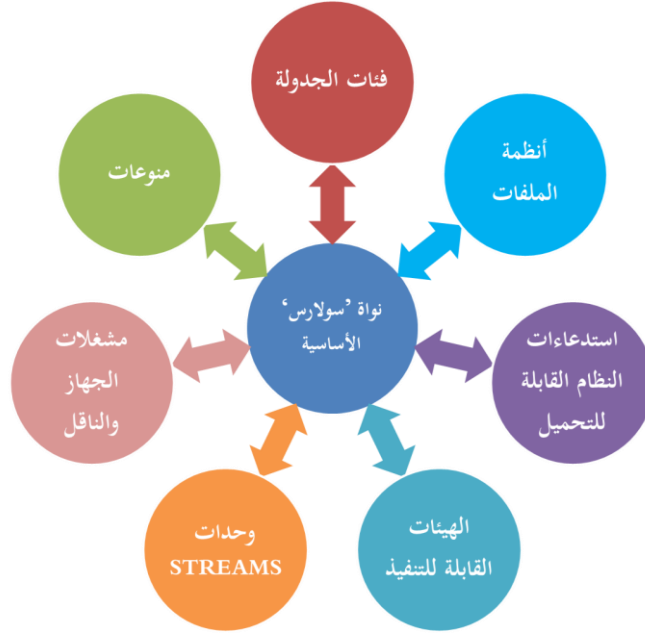 فئات الجدولة
أنظمة
الملفات
منوعات
نواة ‘سولارس‘
الأساسية
استدعاءات
النظام القابلة
للتحميل
مشغلات
الجهاز
والناقل
الهيئات
القابلة للتنفيذ
وحدات
STREAMS